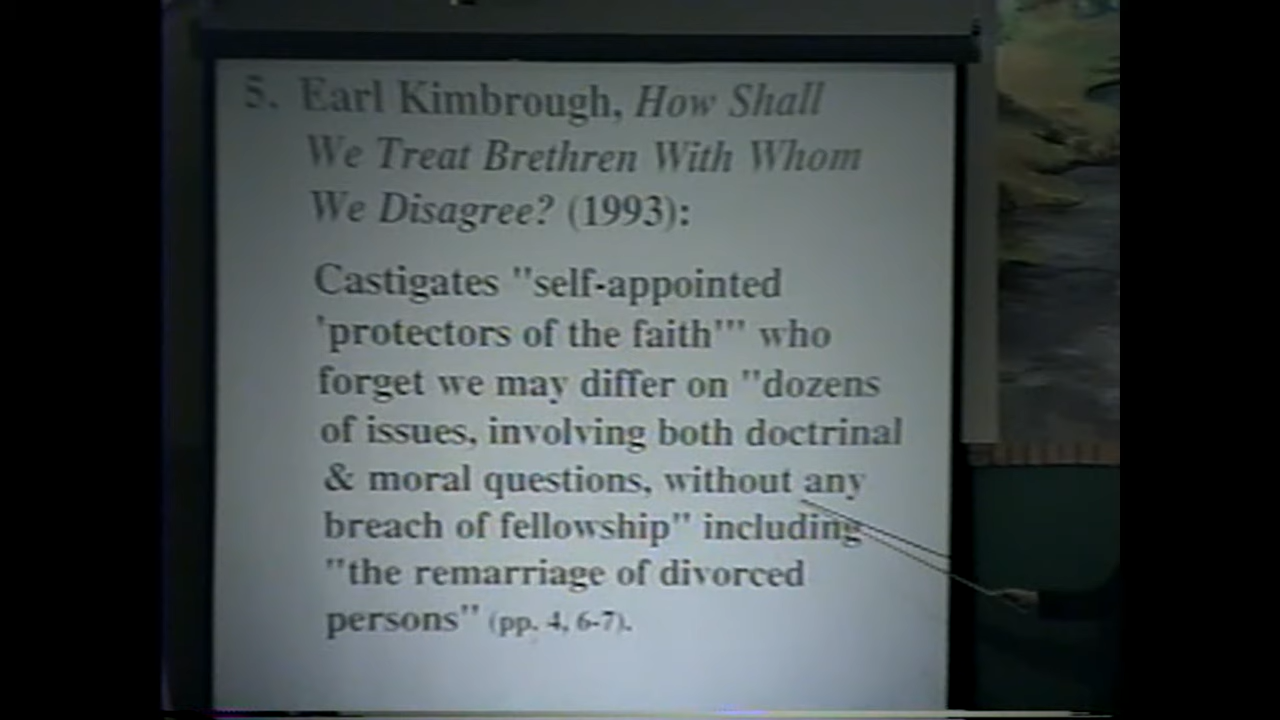 5. Earl Kimbrough, How Shall
We Treat Brethren With Whom
We Disagree? (1993):
Castigates "self-appointed
'protectors of the faith'" who
forget we may differ on "dozens
of issues, involving both doctrinal
& moral questions, without any
breach of fellowship" including
"the remarriage of divorced
persons" (pp. 4, 6-7).